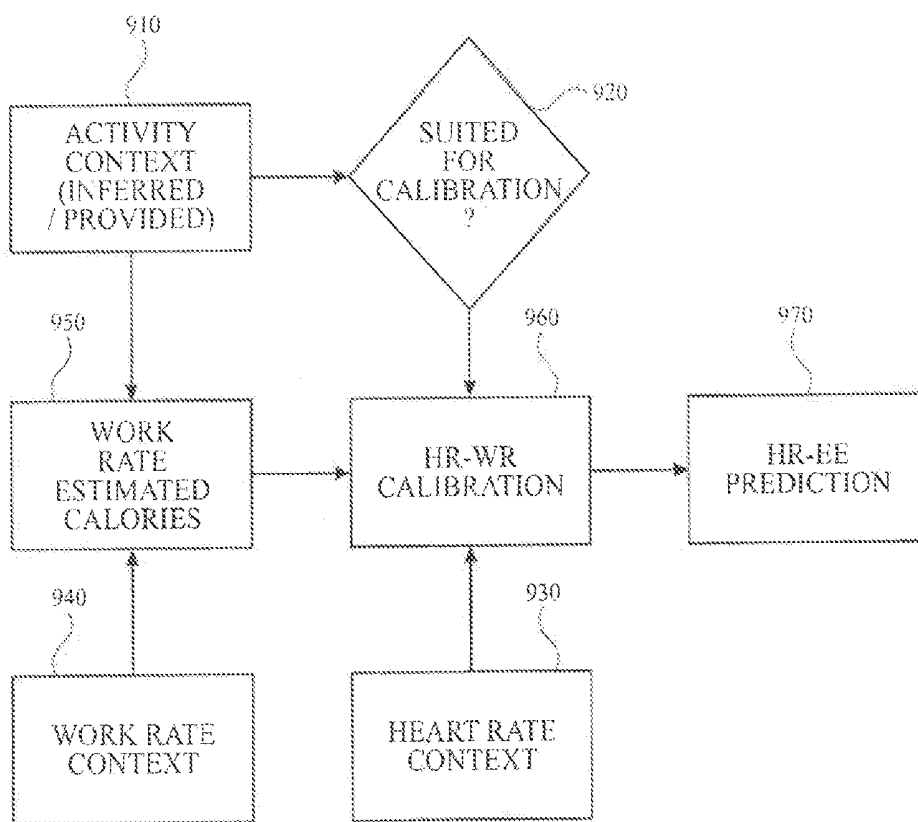 910
ACTIVITY
CONTEXT
(INFERRED
/ PROVIDED)
920
SUITED
FOR
CALIBRATION
?
950
WORK
RATE
ESTIMATED
CALORIES
960
HR-WR
CALIBRATION
970
HR-EE
PREDICTION
940
WORK RATE
CONTEXT
930
HEART RATE
CONTEXT